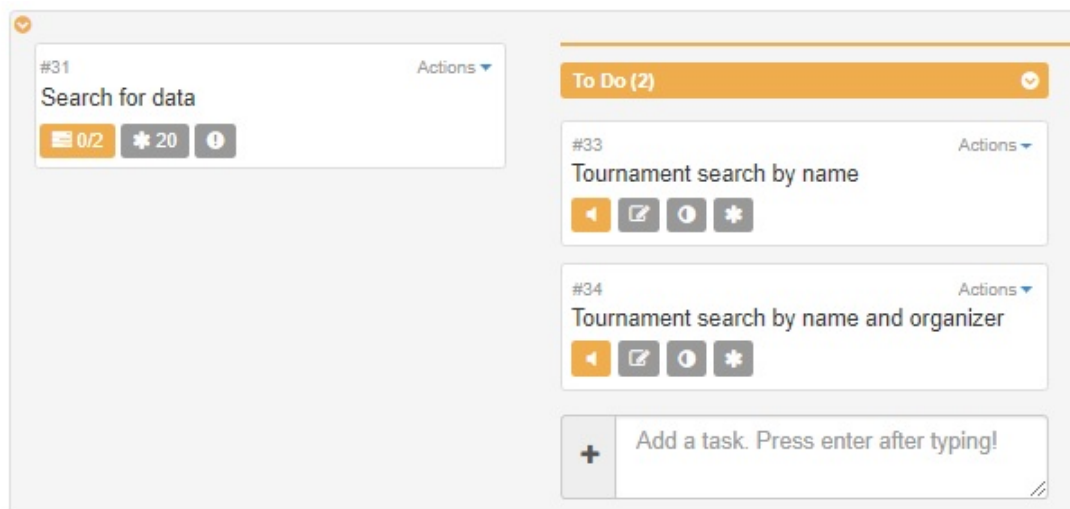 #31 Actions
Search for data
0/2 20
To Do (2)
#33 Actions
Tournament search by name
#34 Actions
Tournament search by name and organizer
Add a task. Press enter after typing!